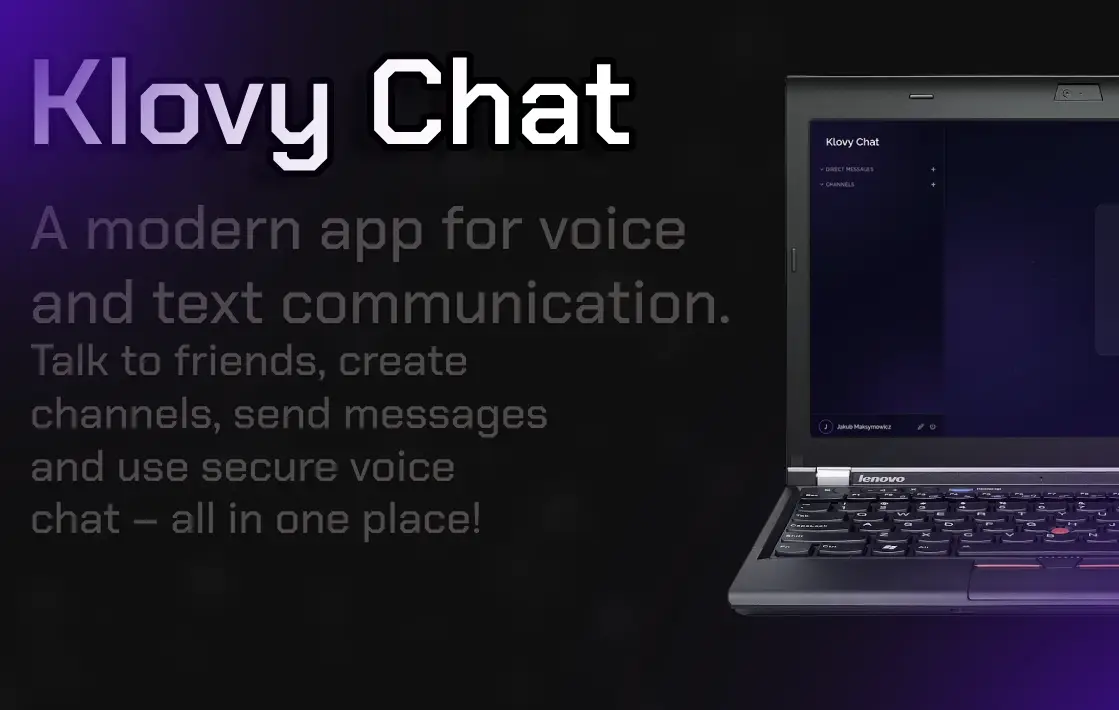 Klovy Chat
A modern app for voice
and text communication.
Talk to friends, create
channels, send messages
and use secure voice
chat – all in one place!
Klovy Chat
DIRECT MESSAGES +
CHANNELS +
J Jakub Maksymowicz
lenovo